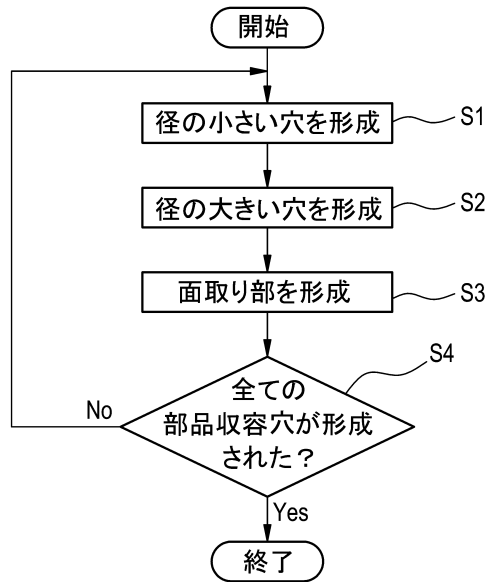 開始
径の小さい穴を形成
S1
径の大きい穴を形成
S2
面取り部を形成
S3
S4
全ての
部品収容穴が形成
された？
No
Yes
終了